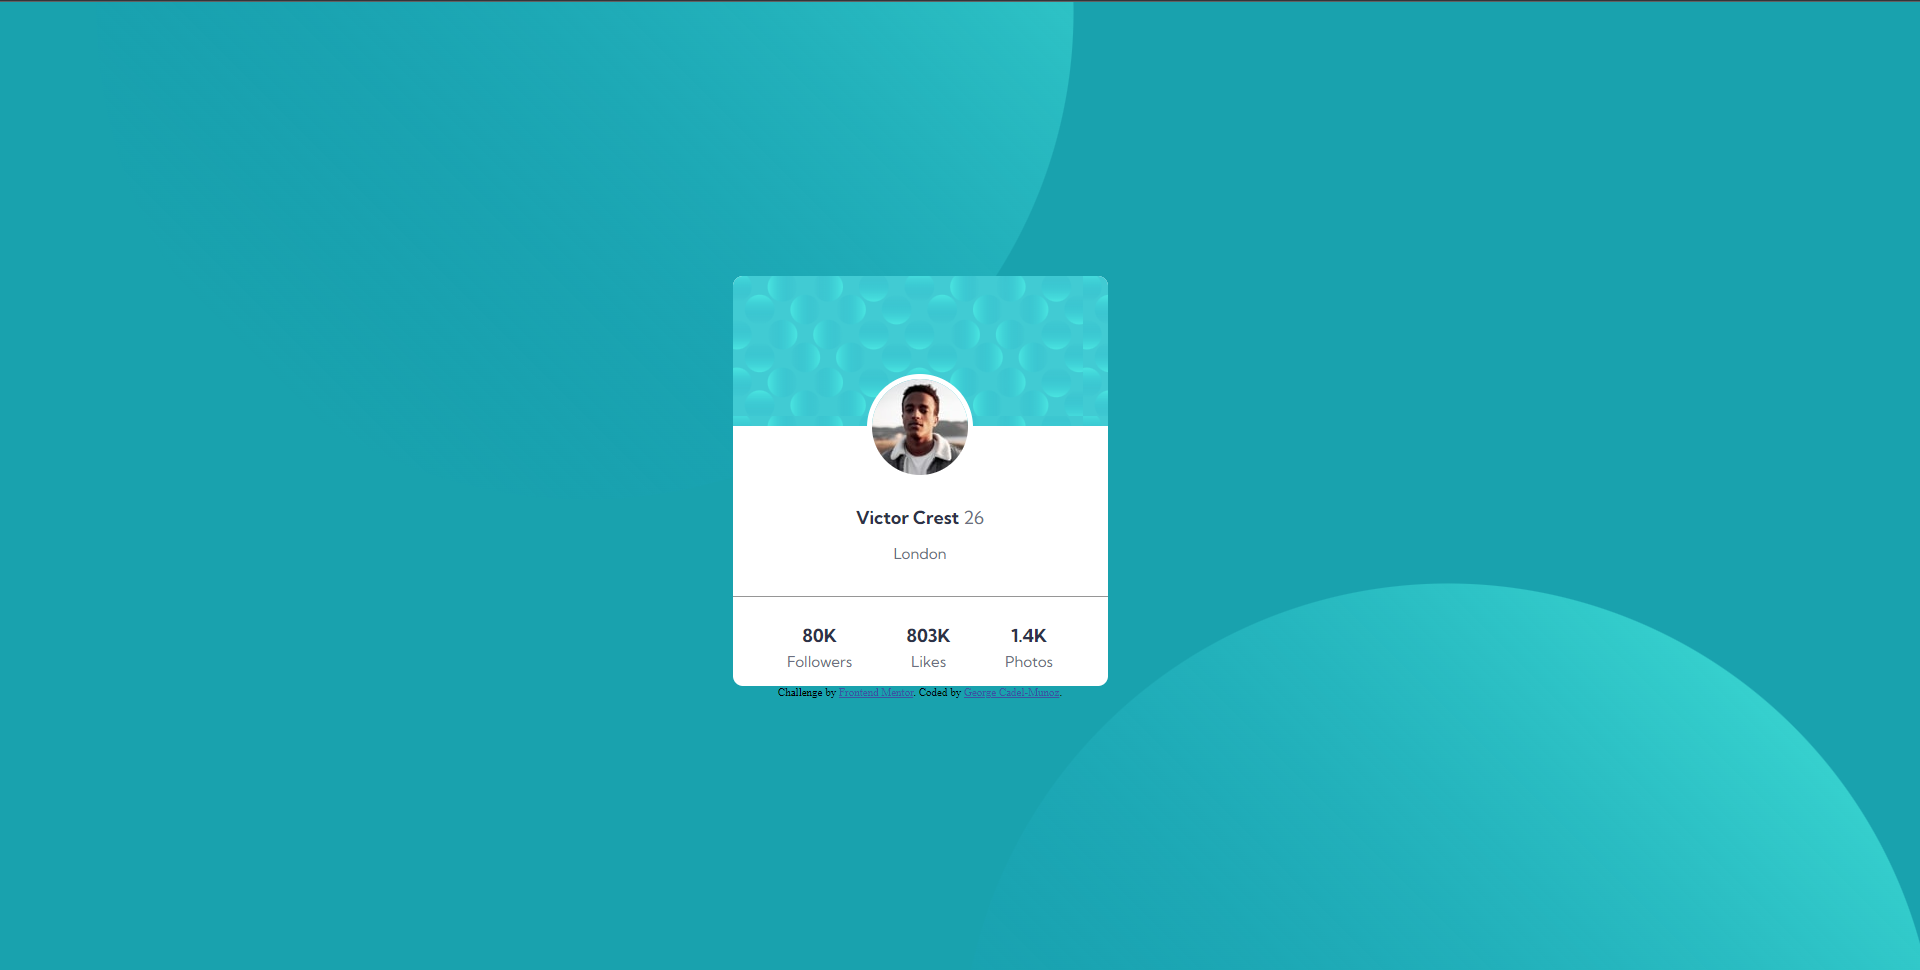 Victor Crest 26
London
80K 803K 1.4K
Followers Likes Photos
Challenge by Frontend Mentor. Coded by George Cadel-Munoz.